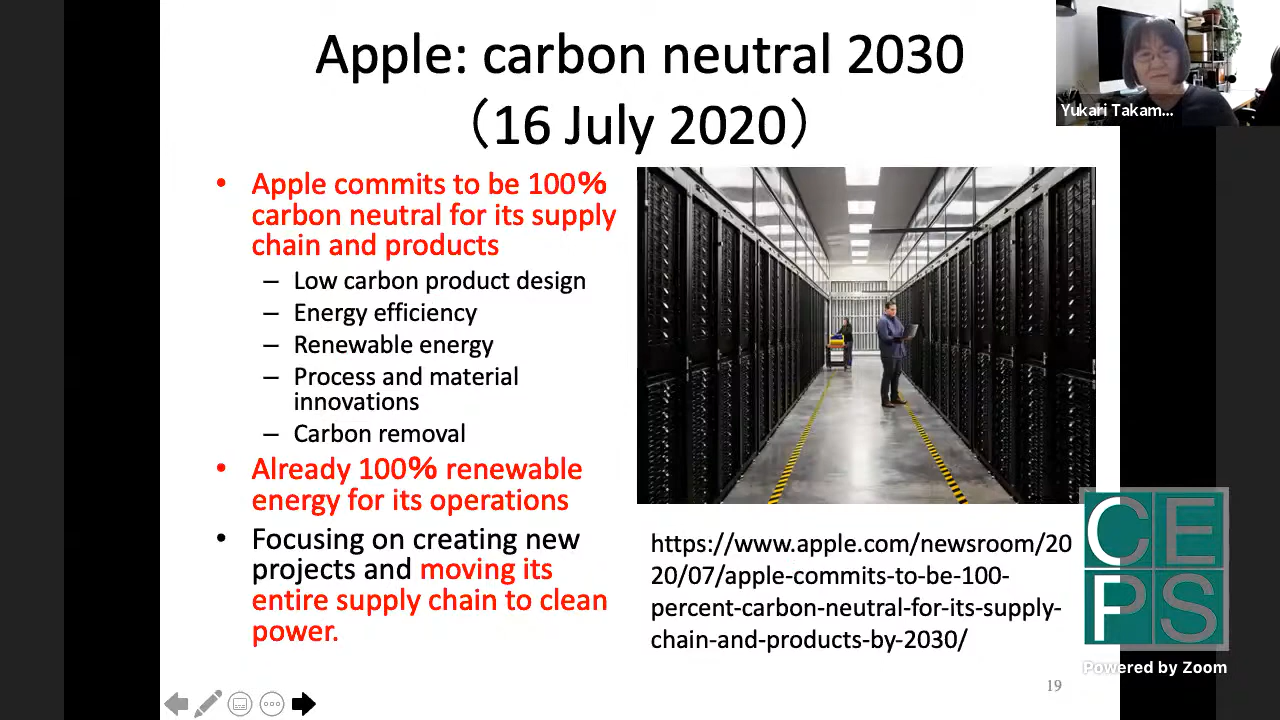 Apple: carbon neutral 2030
（16 July 2020）
Yukari Takam...
• Apple commits to be 100%
carbon neutral for its supply
chain and products
– Low carbon product design
– Energy efficiency
– Renewable energy
– Process and material
innovations
– Carbon removal
• Already 100% renewable
energy for its operations
• Focusing on creating new
projects and moving its
entire supply chain to clean
power.
https://www.apple.com/newsroom/20
20/07/apple-commits-to-be-100-
percent-carbon-neutral-for-its-supply-
chain-and-products-by-2030/
CE
PS
Powered by Zoom
19